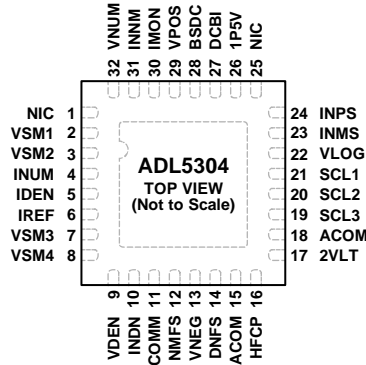 32 VNUM
31 INNM
30 IMON
29 VPOS
28 BSDC
27 DCBI
26 1P5V
25 NIC
NIC 1
VSM1 2
VSM2 3
INUM 4
IDEN 5
IREF 6
VSM3 7
VSM4 8
ADL5304
TOP VIEW
(Not to Scale)
24 INPS
23 INMS
22 VLOG
21 SCL1
20 SCL2
19 SCL3
18 ACOM
17 2VLT
VDEN 9
INDN 10
COMM 11
NMFS 12
VNEG 13
DNFS 14
ACOM 15
HFCP 16